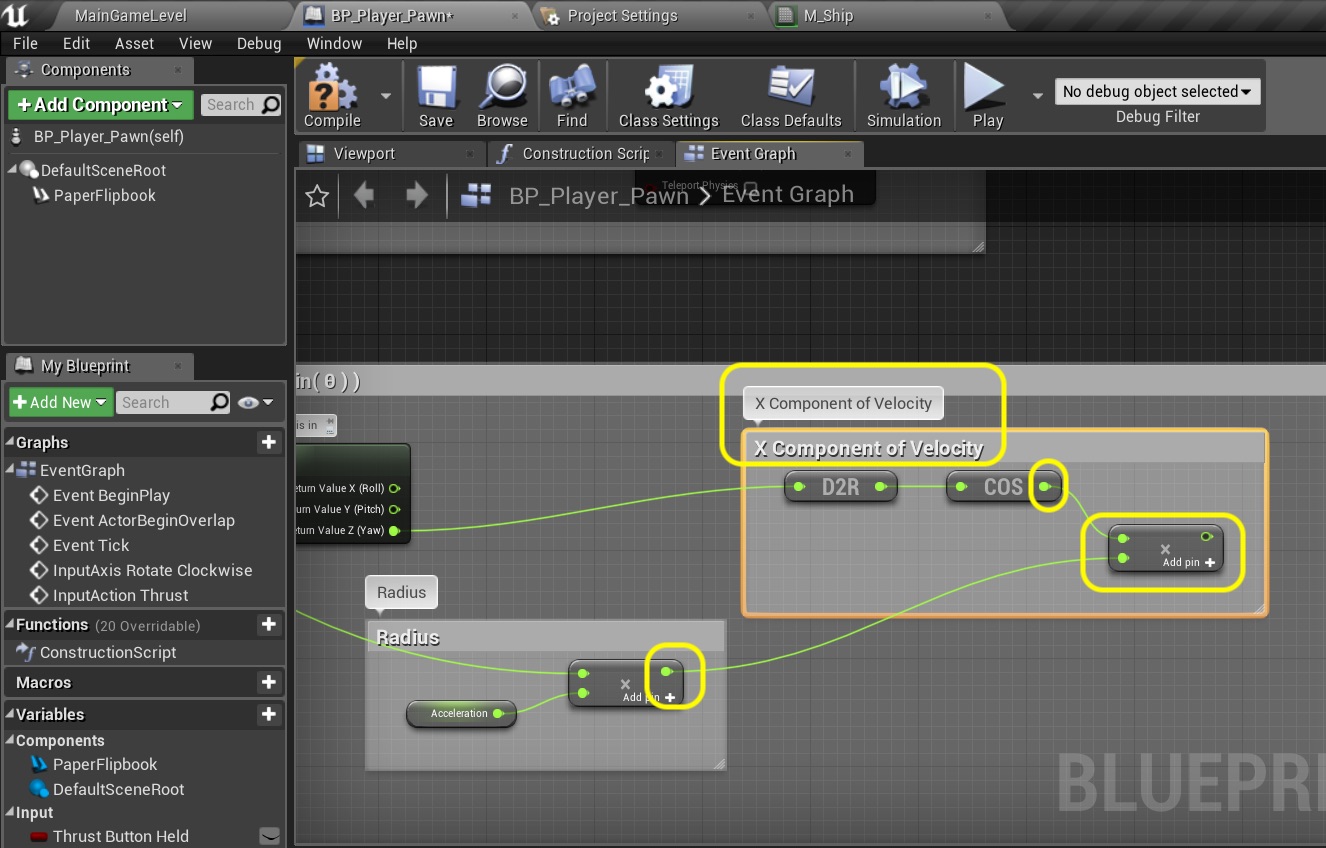 MainGameLevel
BP_Player_Pawn*
Project Settings
M_Ship
File Edit Asset View Debug Window Help
Components
+Add Component
Search
BP_Player_Pawn(self)
DefaultSceneRoot
PaperFlipbook
Compile
Save
Browse
Find
Class Settings
Class Defaults
Simulation
Play
No debug object selected
Debug Filter
Viewport
Construction Scrip
Event Graph
Teleport Physics
BP_Player_Pawn > Event Graph
My Blueprint
+Add New
Search
Graphs
EventGraph
Event BeginPlay
Event ActorBeginOverlap
Event Tick
InputAxis Rotate Clockwise
InputAction Thrust
Functions (20 Overridable)
ConstructionScript
Macros
Variables
Components
PaperFlipbook
DefaultSceneRoot
Input
Thrust Button Held
in(θ))
is in
eturn Value X (Roll)
eturn Value Y (Pitch)
eturn Value Z (Yaw)
X Component of Velocity
X Component of Velocity
D2R
COS
×
Add pin +
Radius
Radius
Acceleration
×
Add pin +
BLUEPRI